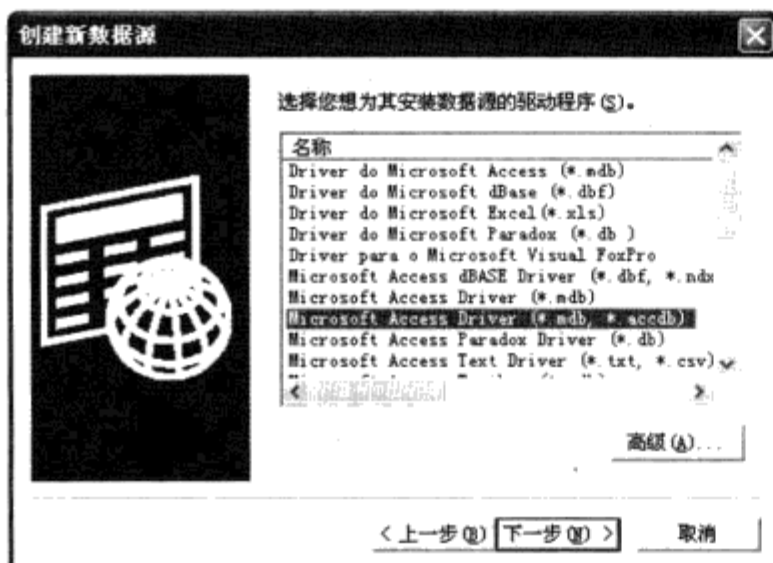 创建新数据源
选择您想为其安装数据源的驱动程序(S)。
名称
Driver do Microsoft Access (*.mdb)
Driver do Microsoft dBase (*.dbf)
Driver do Microsoft Excel(*.xls)
Driver do Microsoft Paradox (*.db )
Driver para o Microsoft Visual FoxPro
Microsoft Access dBASE Driver (*.dbf, *.ndx
Microsoft Access Driver (*.mdb)
Microsoft Access Driver (*.mdb, *.accdb)
Microsoft Access Paradox Driver (*.db)
Microsoft Access Text Driver (*.txt, *.csv)
高级(A)...
< 上一步(B)
下一步(N) >
取消